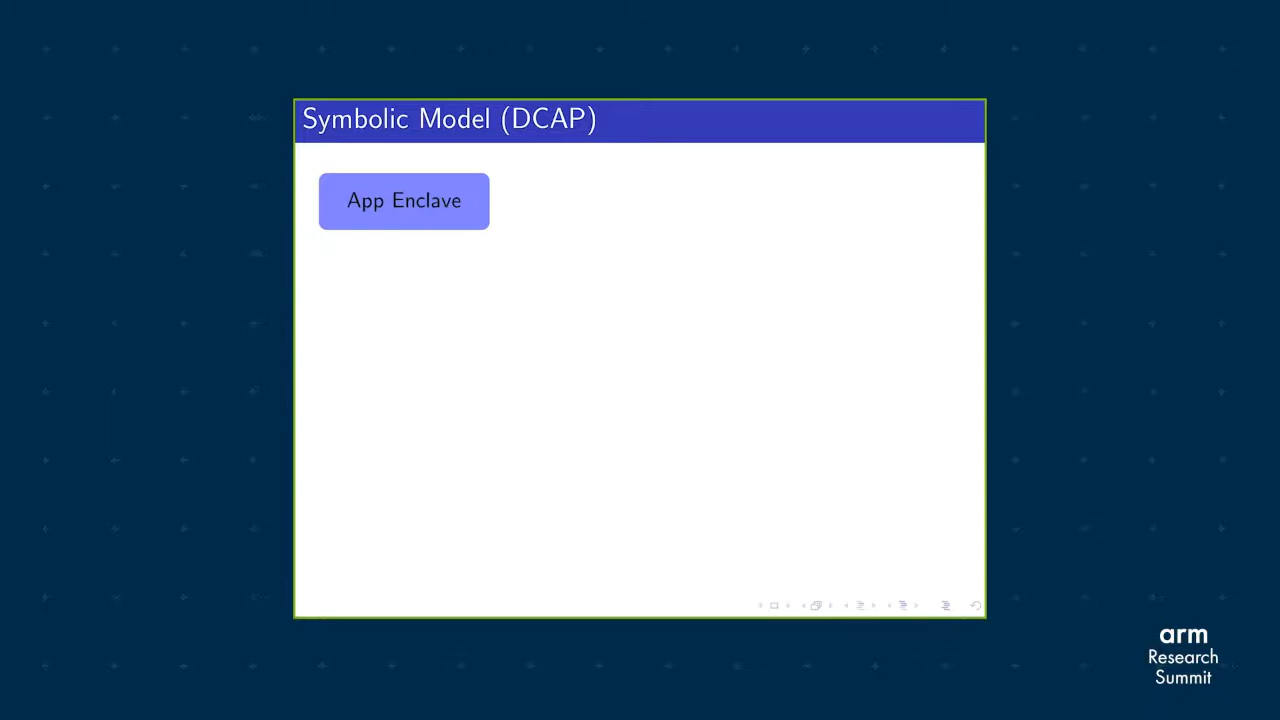 Symbolic Model (DCAP)
App Enclave
arm
Research
Summit